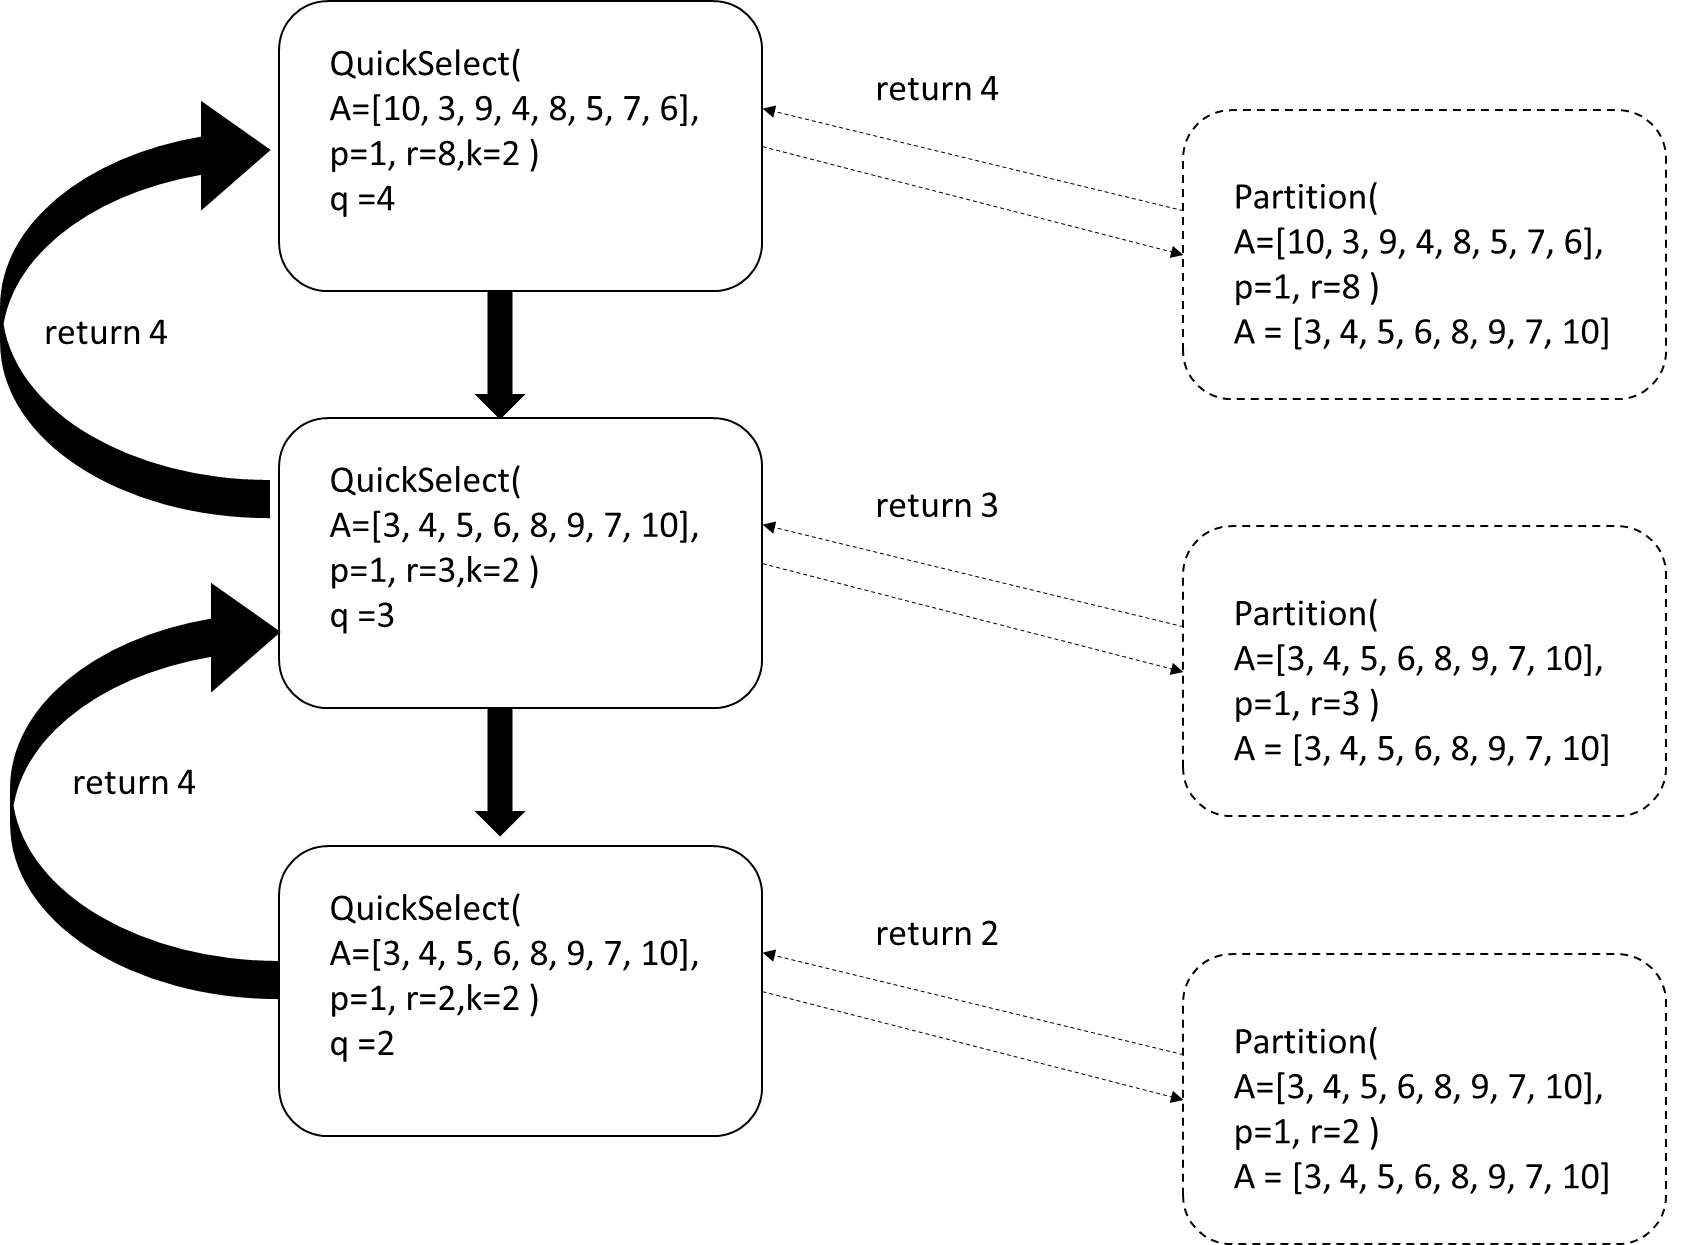 QuickSelect(
A=[10, 3, 9, 4, 8, 5, 7, 6],
p=1, r=8,k=2 )
q =4
return 4
Partition(
A=[10, 3, 9, 4, 8, 5, 7, 6],
p=1, r=8 )
A = [3, 4, 5, 6, 8, 9, 7, 10]
return 4
QuickSelect(
A=[3, 4, 5, 6, 8, 9, 7, 10],
p=1, r=3,k=2 )
q =3
return 3
Partition(
A=[3, 4, 5, 6, 8, 9, 7, 10],
p=1, r=3 )
A = [3, 4, 5, 6, 8, 9, 7, 10]
return 4
QuickSelect(
A=[3, 4, 5, 6, 8, 9, 7, 10],
p=1, r=2,k=2 )
q =2
return 2
Partition(
A=[3, 4, 5, 6, 8, 9, 7, 10],
p=1, r=2 )
A = [3, 4, 5, 6, 8, 9, 7, 10]